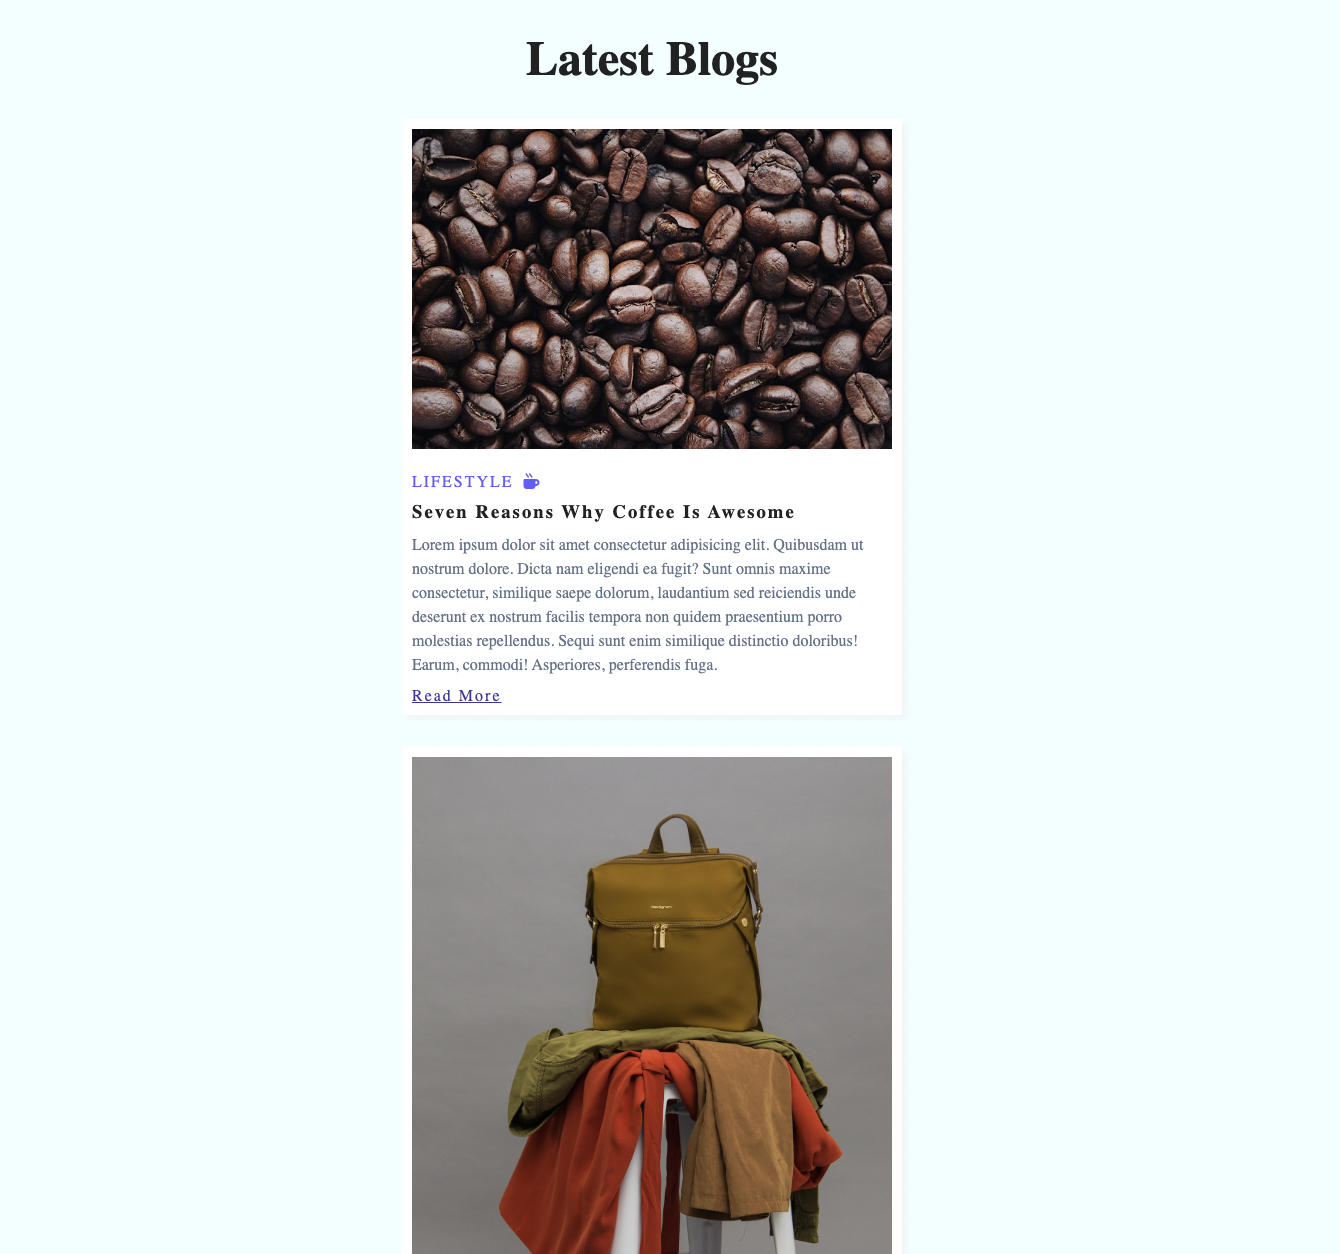 Latest Blogs
LIFESTYLE
Seven Reasons Why Coffee Is Awesome
Lorem ipsum dolor sit amet consectetur adipisicing elit. Quibusdam ut
nostrum dolore. Dicta nam eligendi ea fugit? Sunt omnis maxime
consectetur, similique saepe dolorum, laudantium sed reiciendis unde
deserunt ex nostrum facilis tempora non quidem praesentium porro
molestias repellendus. Sequi sunt enim similique distinctio doloribus!
Earum, commodi! Asperiores, perferendis fuga.
Read More